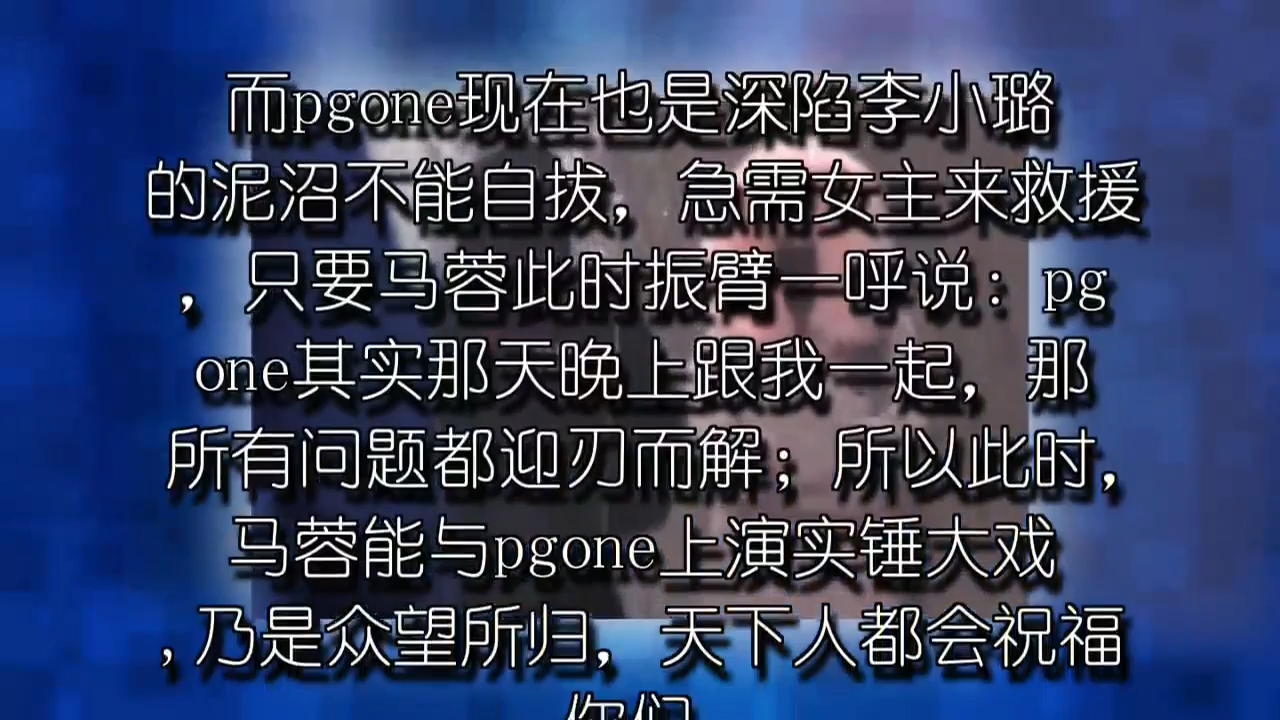 而pgone现在也是深陷李小璐
的泥沼不能自拔，急需女主来救援
，只要马蓉此时振臂一呼说：pg
one其实那天晚上跟我一起，那
所有问题都迎刃而解；所以此时，
马蓉能与pgone上演实锤大戏
，乃是众望所归，天下人都会祝福
你们